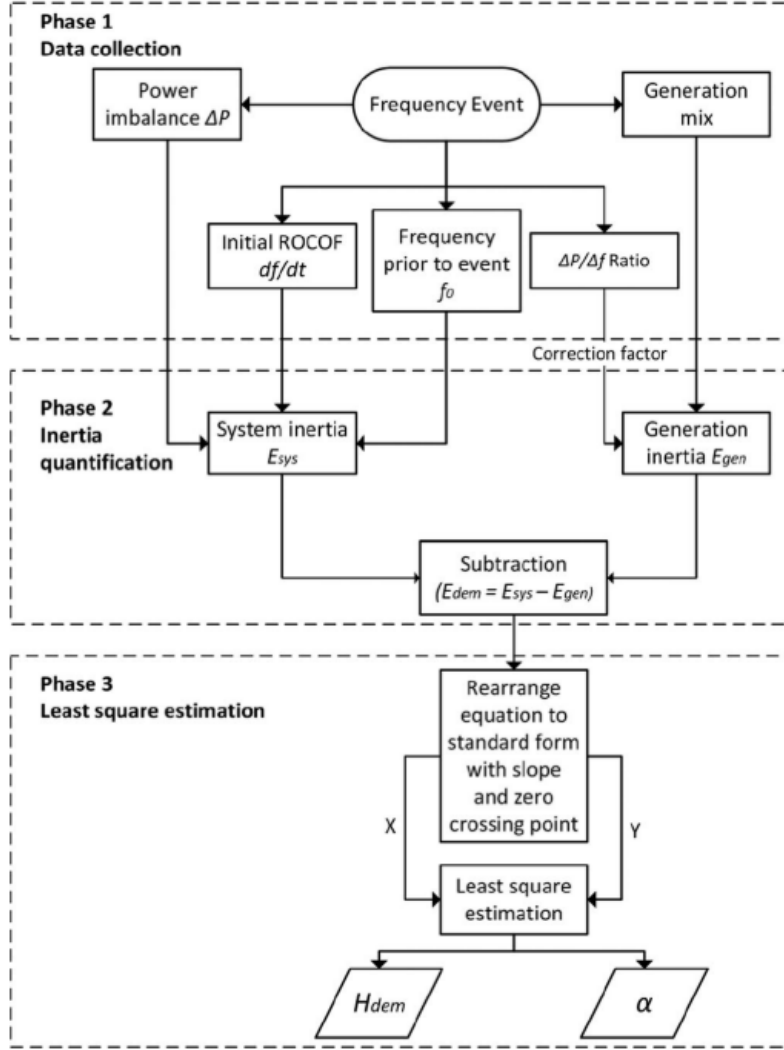 Phase 1
Data collection
Power
imbalance ΔP
Frequency Event
Generation
mix
Initial ROCOF
df/dt
Frequency
prior to event
f0
ΔP/Δf Ratio
Correction factor
Phase 2
Inertia
quantification
System inertia
Esys
Generation
inertia Egen
Subtraction
(Edem = Esys – Egen)
Phase 3
Least square estimation
Rearrange
equation to
standard form
with slope
and zero
crossing point
X
Y
Least square
estimation
Hdem
α